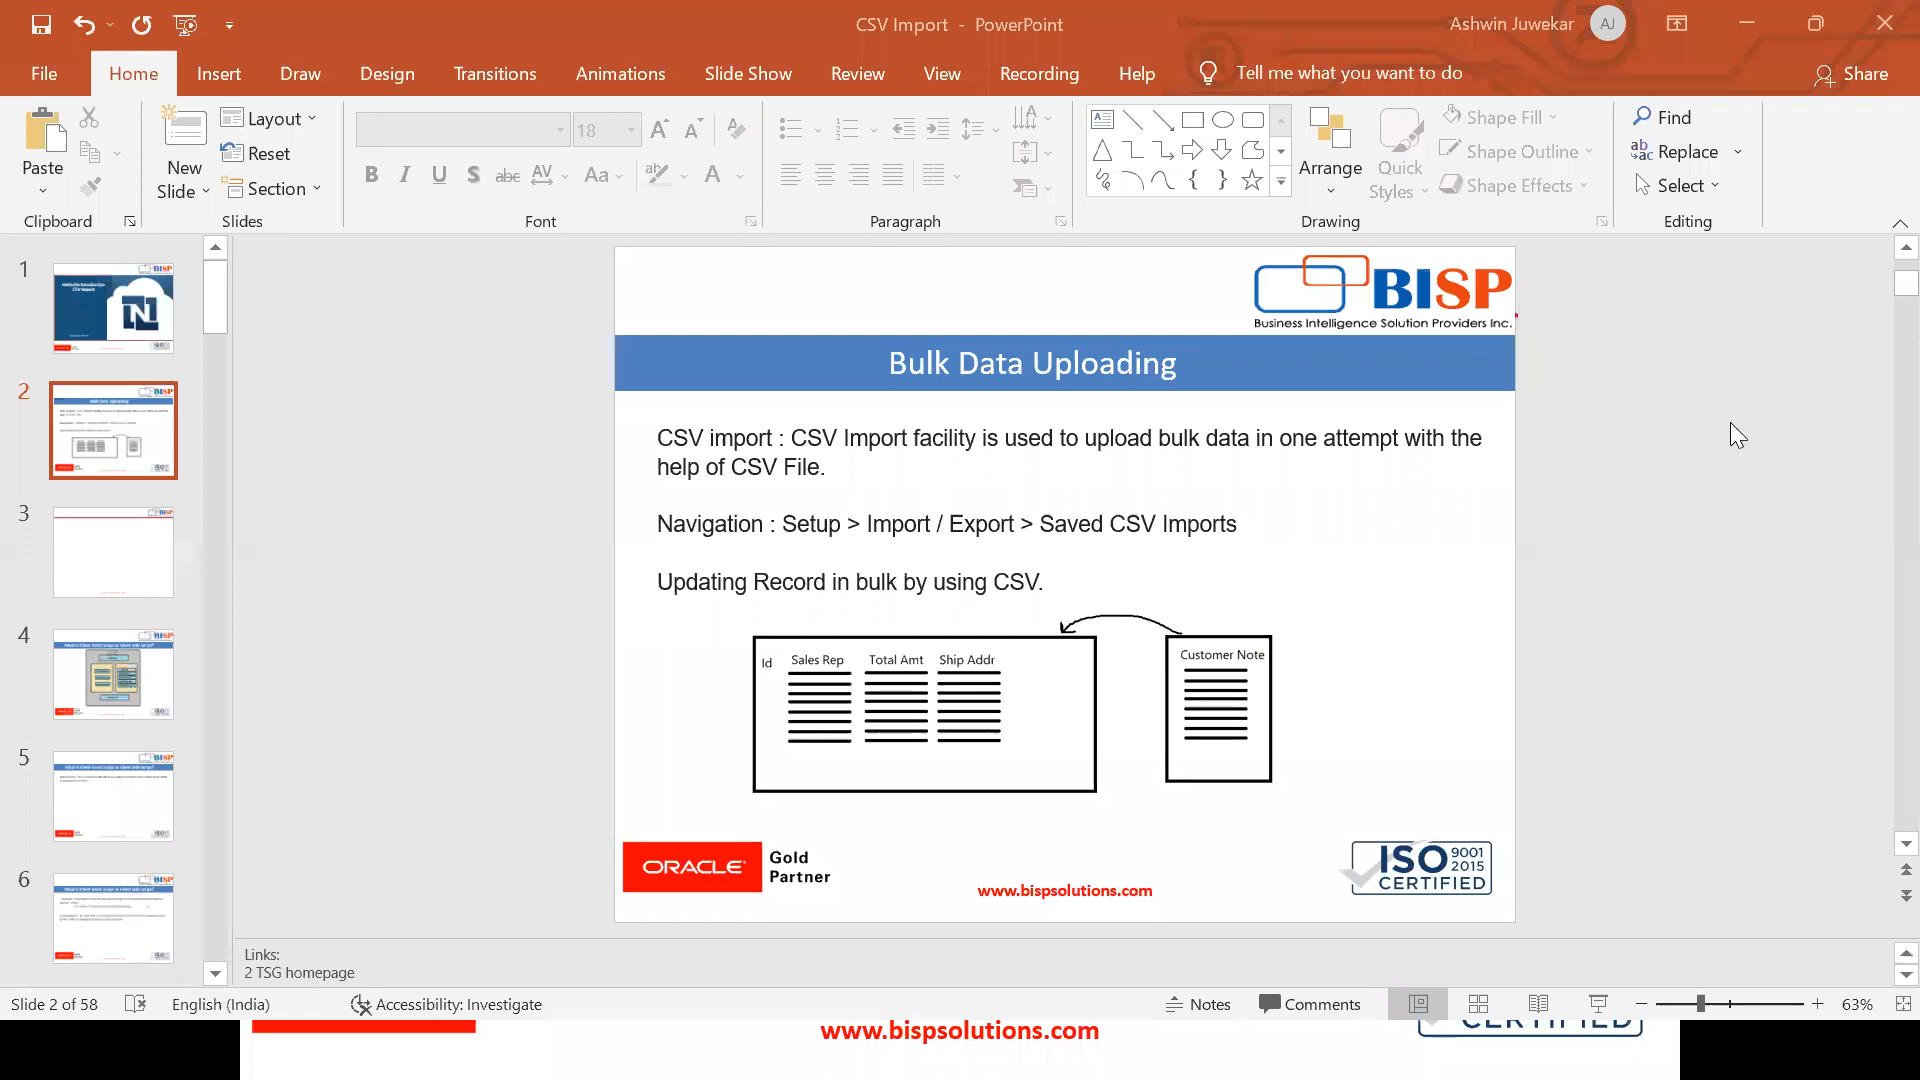 CSV Import - PowerPoint
Ashwin Juwekar
AJ
File
Home
Insert
Draw
Design
Transitions
Animations
Slide Show
Review
View
Recording
Help
Tell me what you want to do
Share
Paste
New
Slide
Layout
Reset
Section
18
B I U S abc AV Aa A
Arrange
Quick
Styles
Shape Fill
Shape Outline
Shape Effects
Find
Replace
Select
Clipboard
Slides
Font
Paragraph
Drawing
Editing
1
2
3
4
5
6
BISP
Business Intelligence Solution Providers Inc.
Bulk Data Uploading
CSV import : CSV Import facility is used to upload bulk data in one attempt with the
help of CSV File.
Navigation : Setup > Import / Export > Saved CSV Imports
Updating Record in bulk by using CSV.
Id Sales Rep Total Amt Ship Addr
Customer Note
ORACLE
Gold
Partner
www.bispsolutions.com
ISO 9001
2015
CERTIFIED
Links:
2 TSG homepage
Slide 2 of 58
English (India)
Accessibility: Investigate
Notes
Comments
63%
www.bispsolutions.com
CERTIFIED